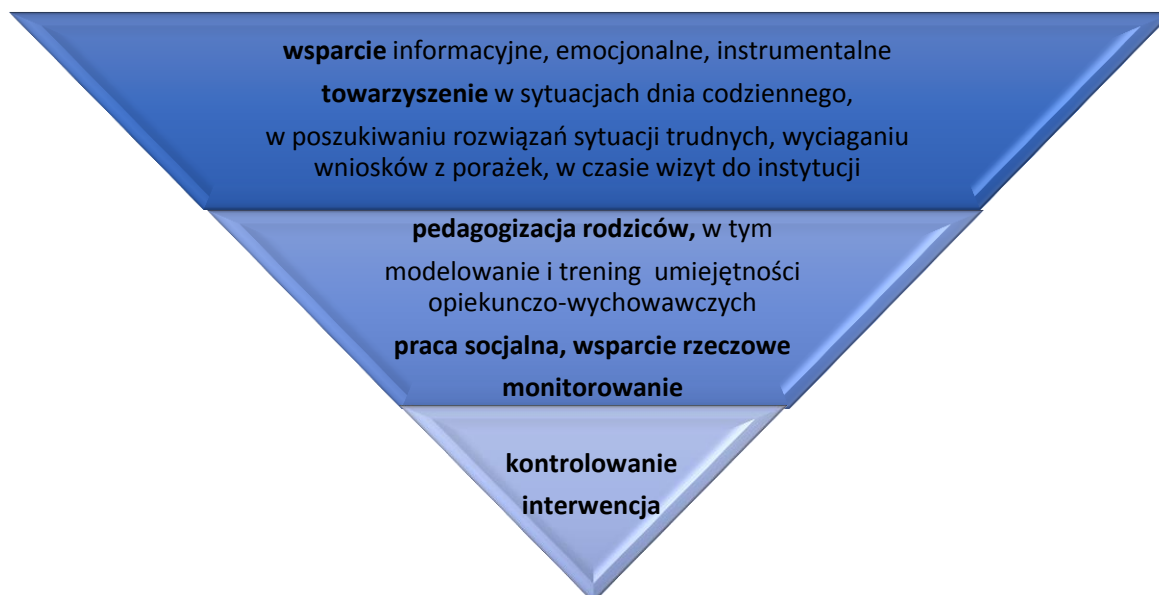 wsparcie informacyjne, emocjonalne, instrumentalne
towarzyszenie w sytuacjach dnia codziennego,
w poszukiwaniu rozwiązań sytuacji trudnych, wyciaganiu
wniosków z porażek, w czasie wizyt do instytucji
pedagogizacja rodziców, w tym
modelowanie i trening umiejętności
opiekunczo-wychowawczych
praca socjalna, wsparcie rzeczowe
monitorowanie
kontrolowanie
interwencja